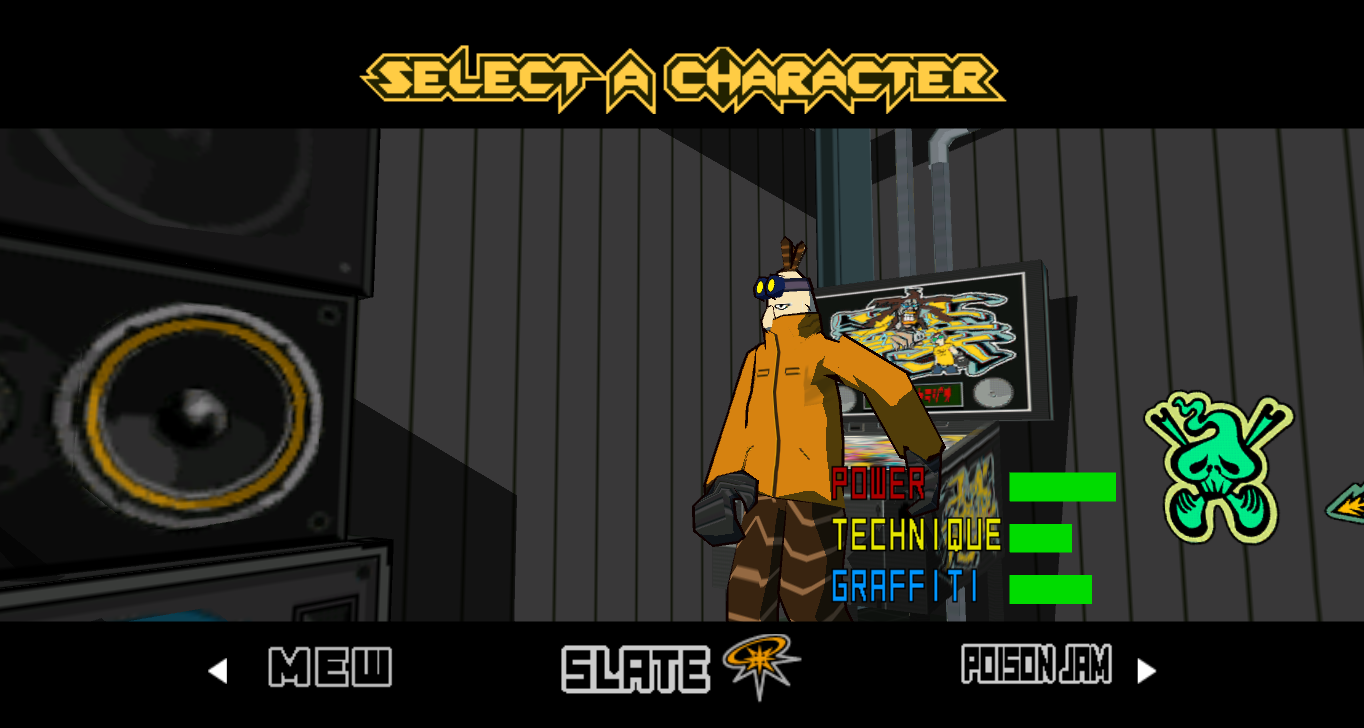 SELECT A CHARACTER
POWER
TECHNIQUE
GRAFFITI
MEW
SLATE
POISON JAM